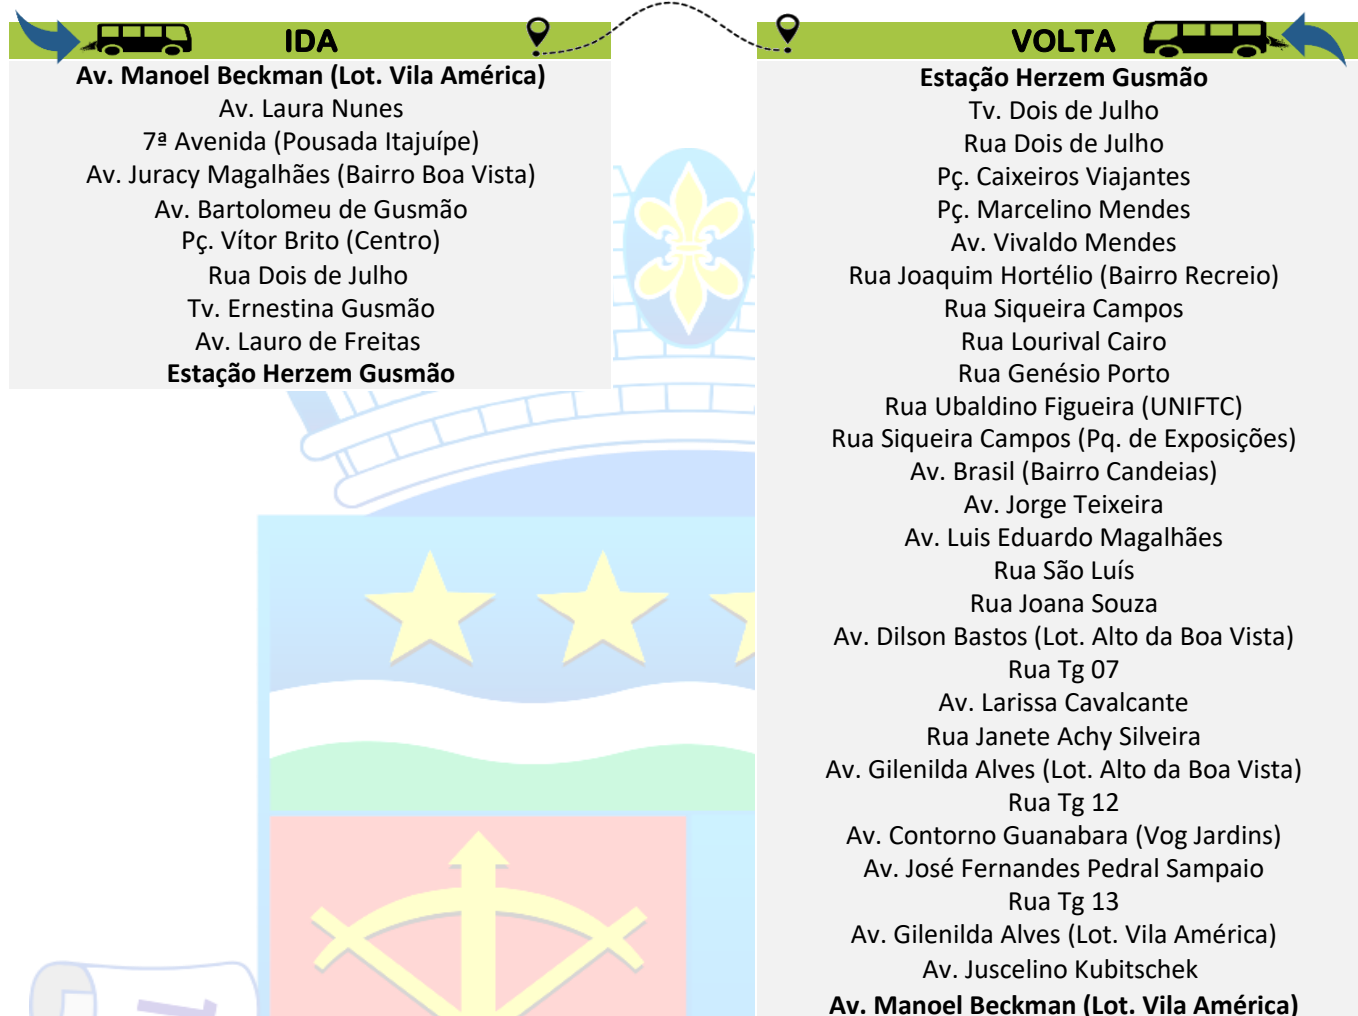 IDA
Av. Manoel Beckman (Lot. Vila América)
Av. Laura Nunes
7ª Avenida (Pousada Itajuípe)
Av. Juracy Magalhães (Bairro Boa Vista)
Av. Bartolomeu de Gusmão
Pç. Vítor Brito (Centro)
Rua Dois de Julho
Tv. Ernestina Gusmão
Av. Lauro de Freitas
Estação Herzem Gusmão
VOLTA
Estação Herzem Gusmão
Tv. Dois de Julho
Rua Dois de Julho
Pç. Caixeiros Viajantes
Pç. Marcelino Mendes
Av. Vivaldo Mendes
Rua Joaquim Hortélio (Bairro Recreio)
Rua Siqueira Campos
Rua Lourival Cairo
Rua Genésio Porto
Rua Ubaldino Figueira (UNIFTC)
Rua Siqueira Campos (Pq. de Exposições)
Av. Brasil (Bairro Candeias)
Av. Jorge Teixeira
Av. Luis Eduardo Magalhães
Rua São Luís
Rua Joana Souza
Av. Dilson Bastos (Lot. Alto da Boa Vista)
Rua Tg 07
Av. Larissa Cavalcante
Rua Janete Achy Silveira
Av. Gilenilda Alves (Lot. Alto da Boa Vista)
Rua Tg 12
Av. Contorno Guanabara (Vog Jardins)
Av. José Fernandes Pedral Sampaio
Rua Tg 13
Av. Gilenilda Alves (Lot. Vila América)
Av. Juscelino Kubitschek
Av. Manoel Beckman (Lot. Vila América)